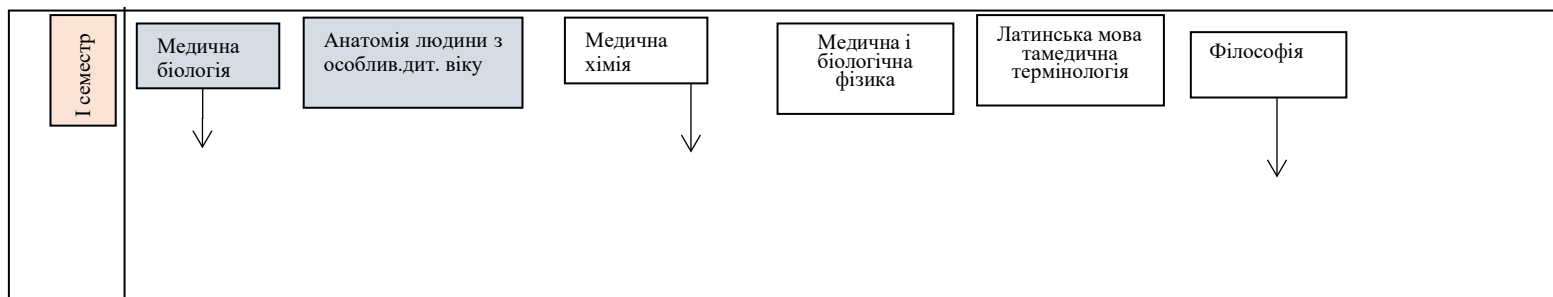 І семестр
Медична
біологія
Анатомія людини з
особлив.дит. віку
Медична
хімія
Медична і
біологічна
фізика
Латинська мова
тамедична
термінологія
Філософія